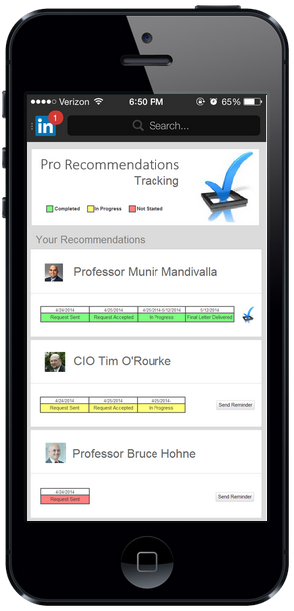 Verizon 6:50 PM 65%
in 1 Search...
Pro Recommendations
Tracking
Completed In Progress Not Stated
Your Recommendations
Professor Munir Mandivalla
4/24/2014 4/25/2014 4/25/2014-5/12/2014 5/12/2014
Request Sent Request Accepted In Progress Final Letter Delivered
CIO Tim O'Rourke
4/24/2014 4/25/2014 4/25/2014-
Request Sent Request Accepted In Progress Send Reminder
Professor Bruce Hohne
4/24/2014
Request Sent Send Reminder